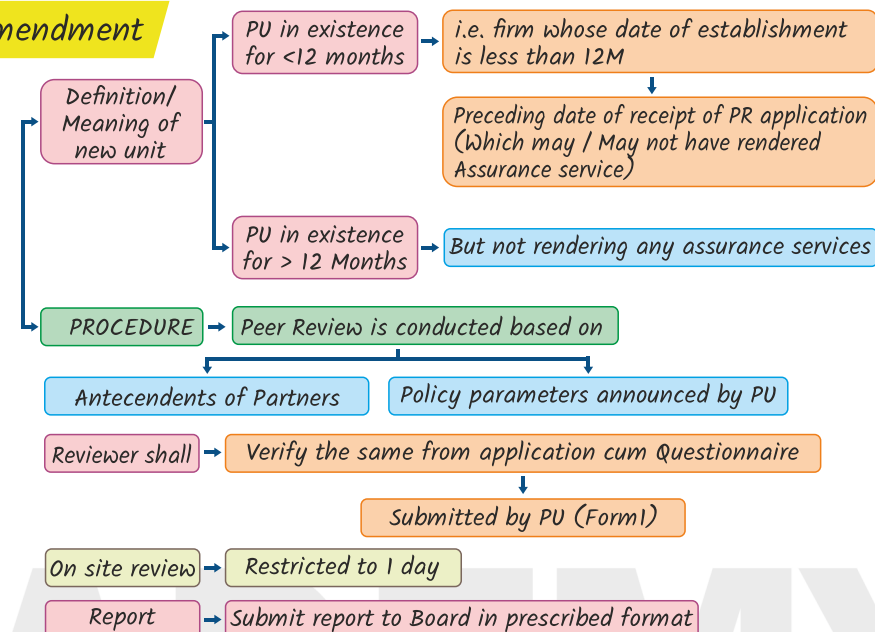 mendment
PU in existence
for <12 months
i.e. firm whose date of establishment
is less than 12M
Definition/
Meaning of
new unit
Preceding date of receipt of PR application
(Which may / May not have rendered
Assurance service)
PU in existence
for > 12 Months
But not rendering any assurance services
PROCEDURE
Peer Review is conducted based on
Antecendents of Partners
Policy parameters announced by PU
Reviewer shall
Verify the same from application cum Questionnaire
Submitted by PU (Form1)
On site review
Restricted to 1 day
Report
Submit report to Board in prescribed format